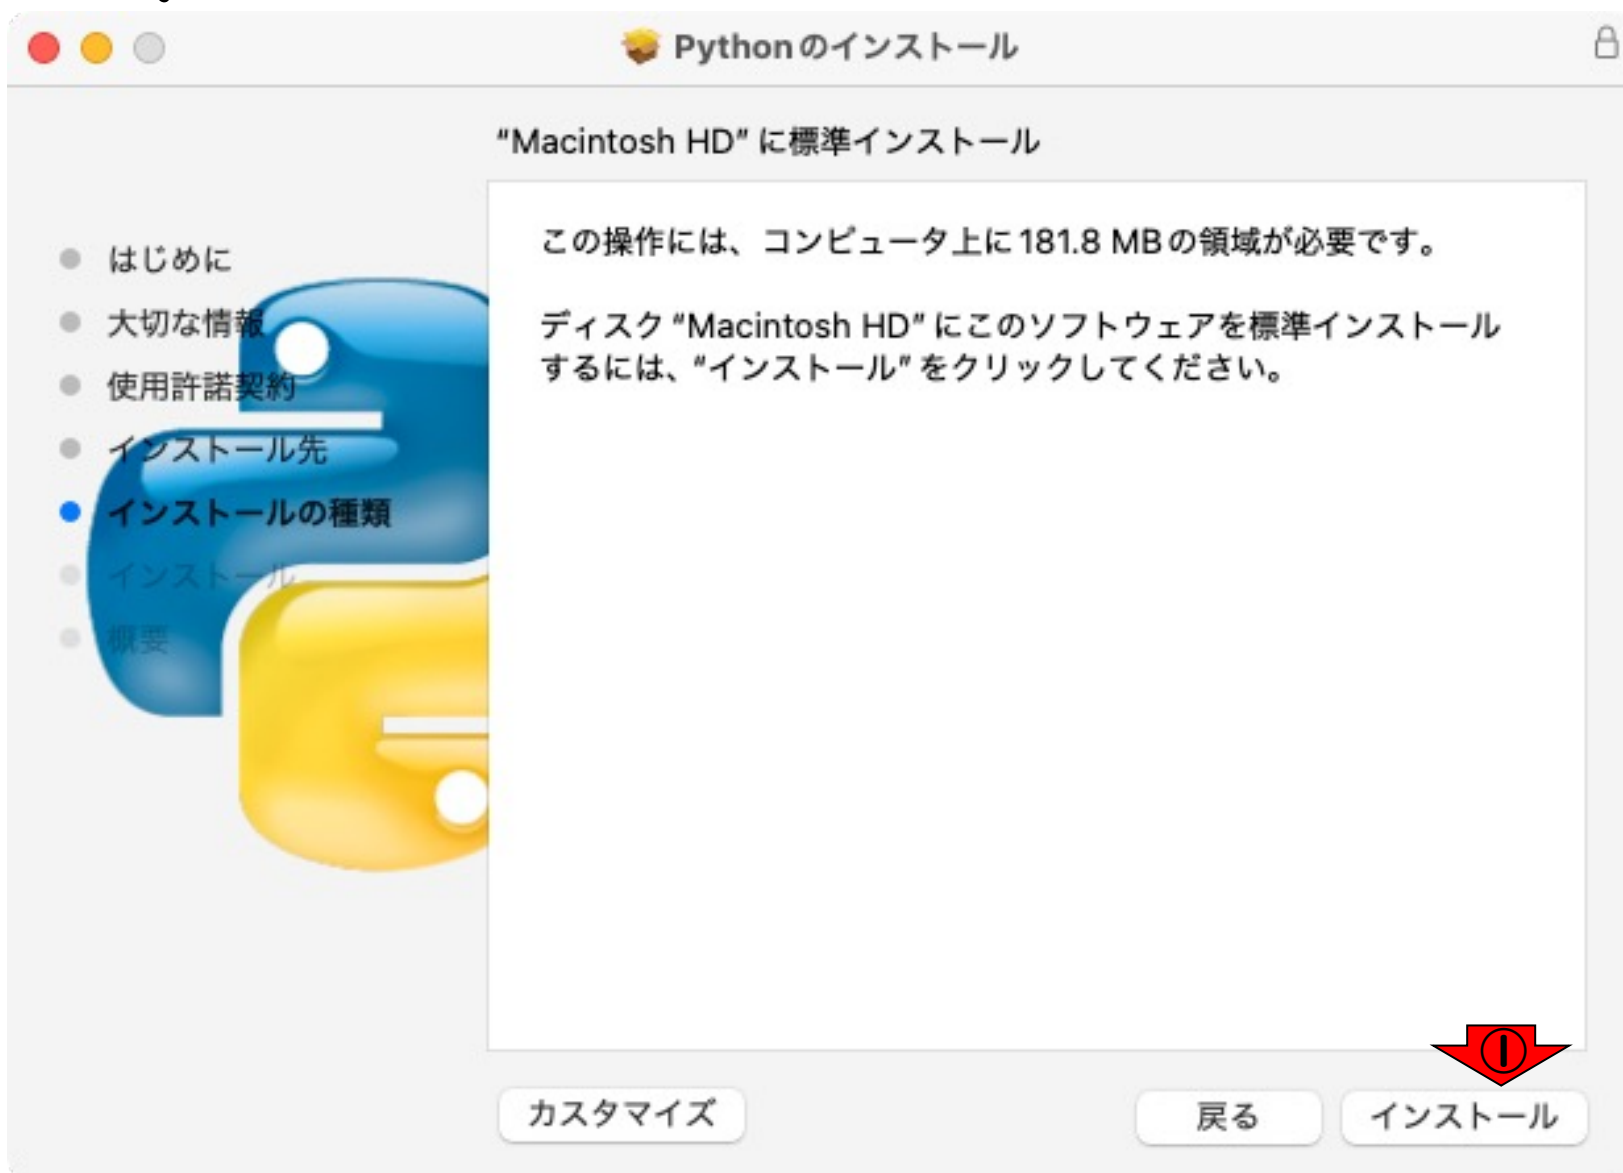 Pythonのインストール
“Macintosh HD” に標準インストール
はじめに
大切な情報
使用許諾契約
インストール先
インストールの種類
インストール
概要
この操作には、コンピュータ上に181.8 MBの領域が必要です。
ディスク “Macintosh HD” にこのソフトウェアを標準インストール
するには、“インストール” をクリックしてください。
①
カスタマイズ
戻る
インストール